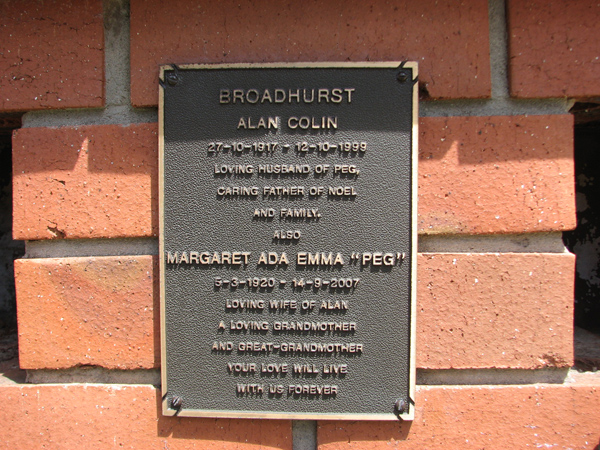 BROADHURST
ALAN COLIN
27-10-1917 - 12-10-1999
LOVING HUSBAND OF PEG,
CARING FATHER OF NOEL
AND FAMILY.
ALSO
MARGARET ADA EMMA "PEG"
5-3-1920 - 14-9-2007
LOVING WIFE OF ALAN
A LOVING GRANDMOTHER
AND GREAT-GRANDMOTHER
YOUR LOVE WILL LIVE
WITH US FOREVER